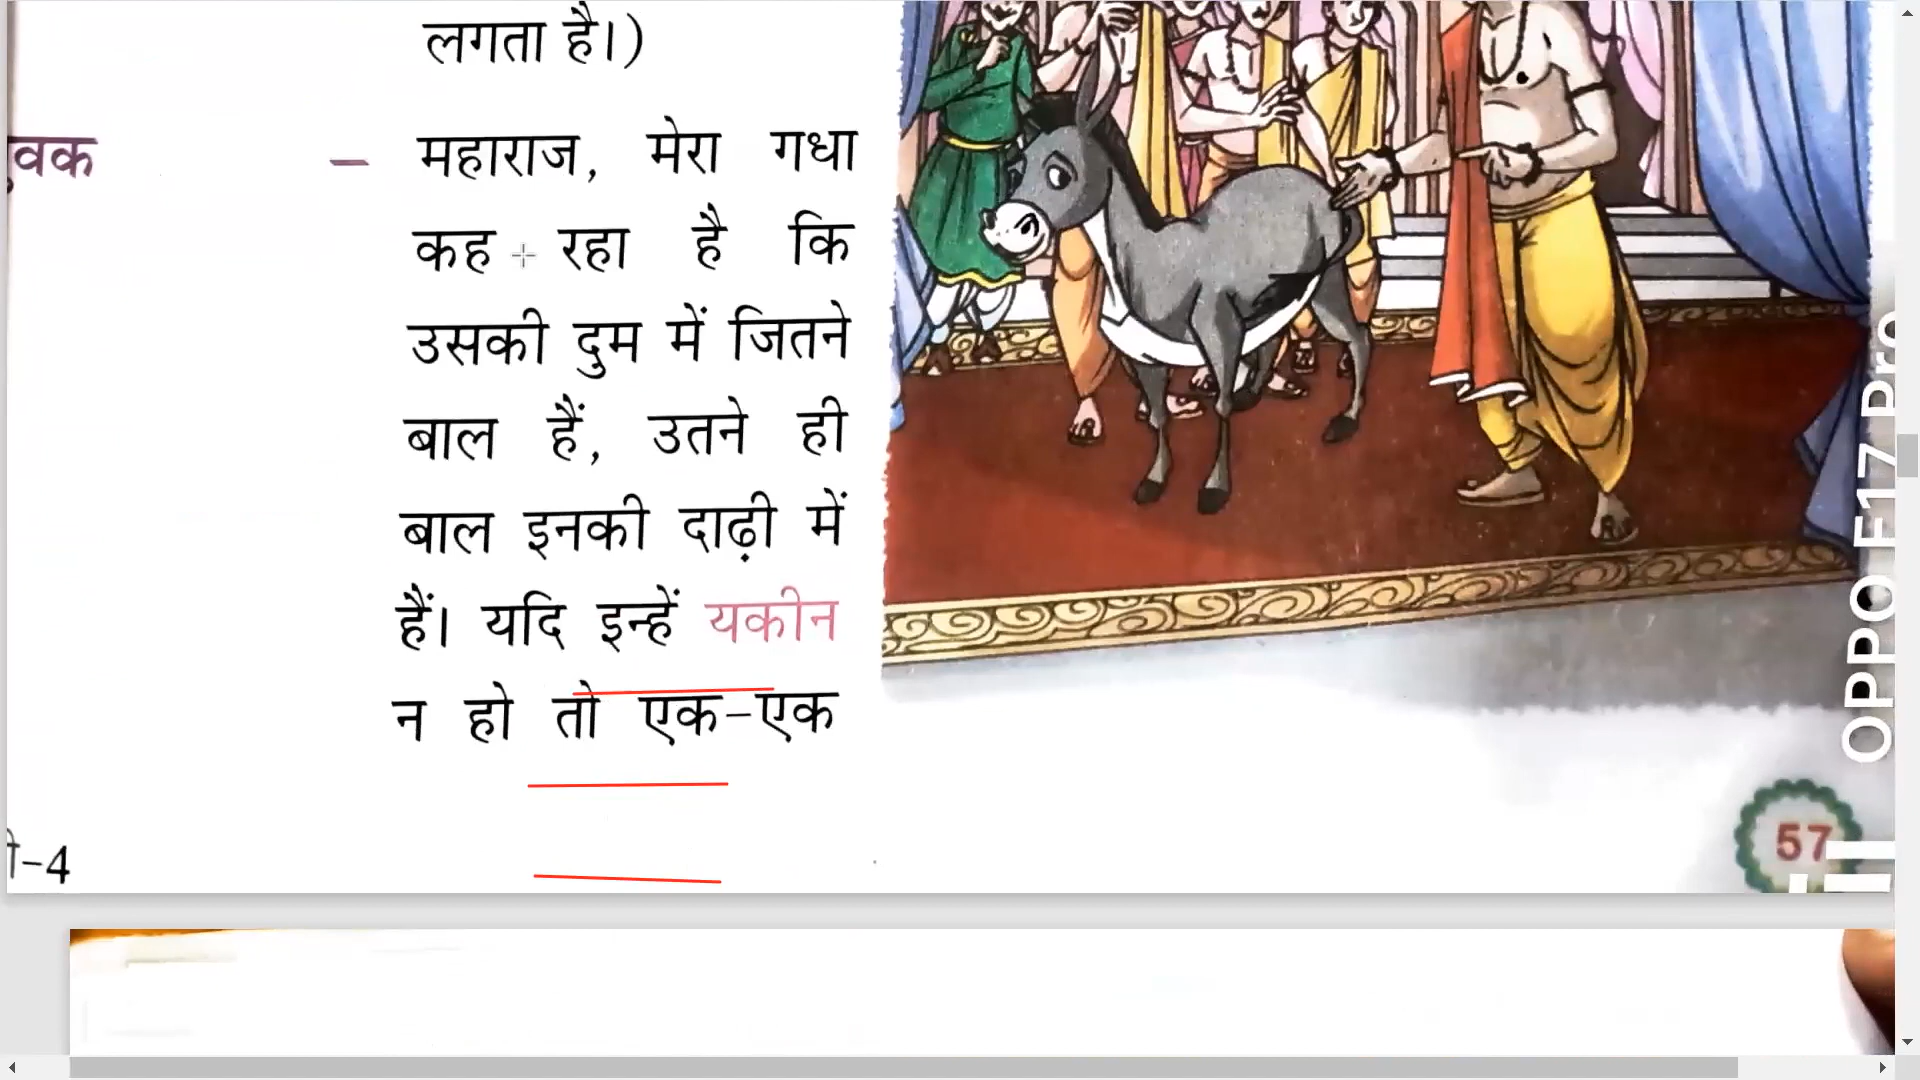 लगता है।)
वक – महाराज, मेरा गधा
कह रहा है कि
उसकी दुम में जितने
बाल हैं, उतने ही
बाल इनकी दाढ़ी में
हैं। यदि इन्हें यकीन
न हो तो एक-एक
-4
57
OPPO F17 Pro